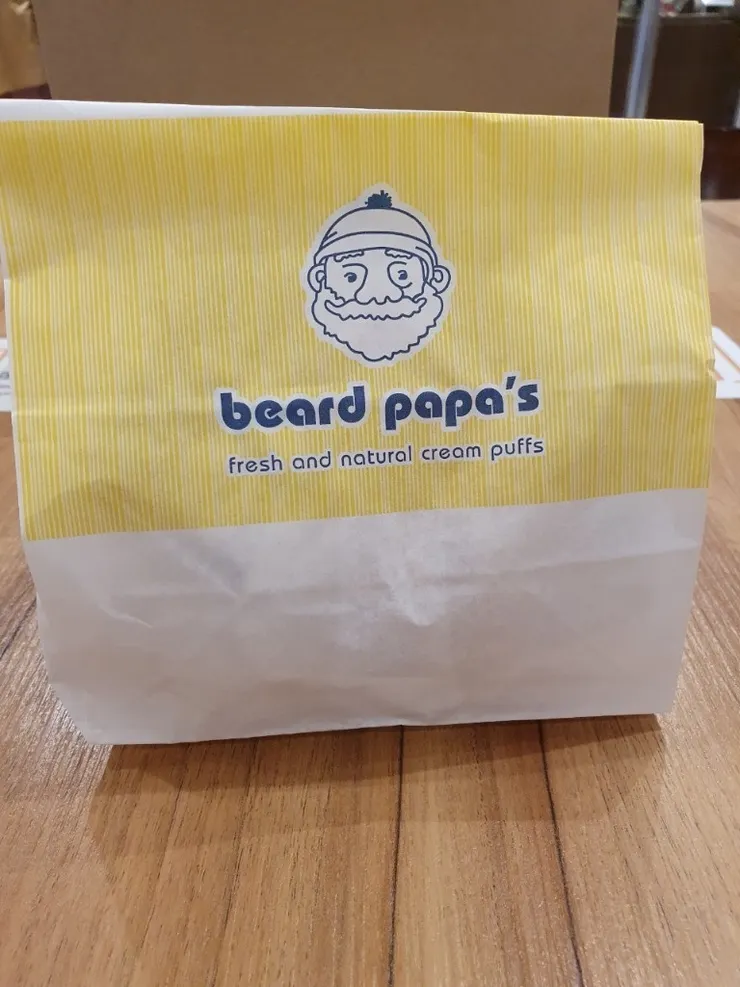 beard papa's
fresh and natural cream puffs